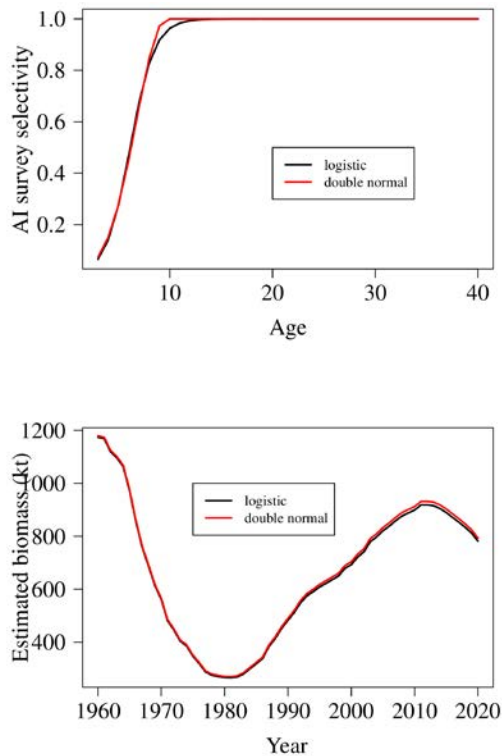 1.0
0.8
0.6
0.4
0.2
AI survey selectivity
logistic
double normal
10 20 30 40
Age
1200
1000
800
600
400
Estimated biomass (kt)
logistic
double normal
1960 1970 1980 1990 2000 2010 2020
Year